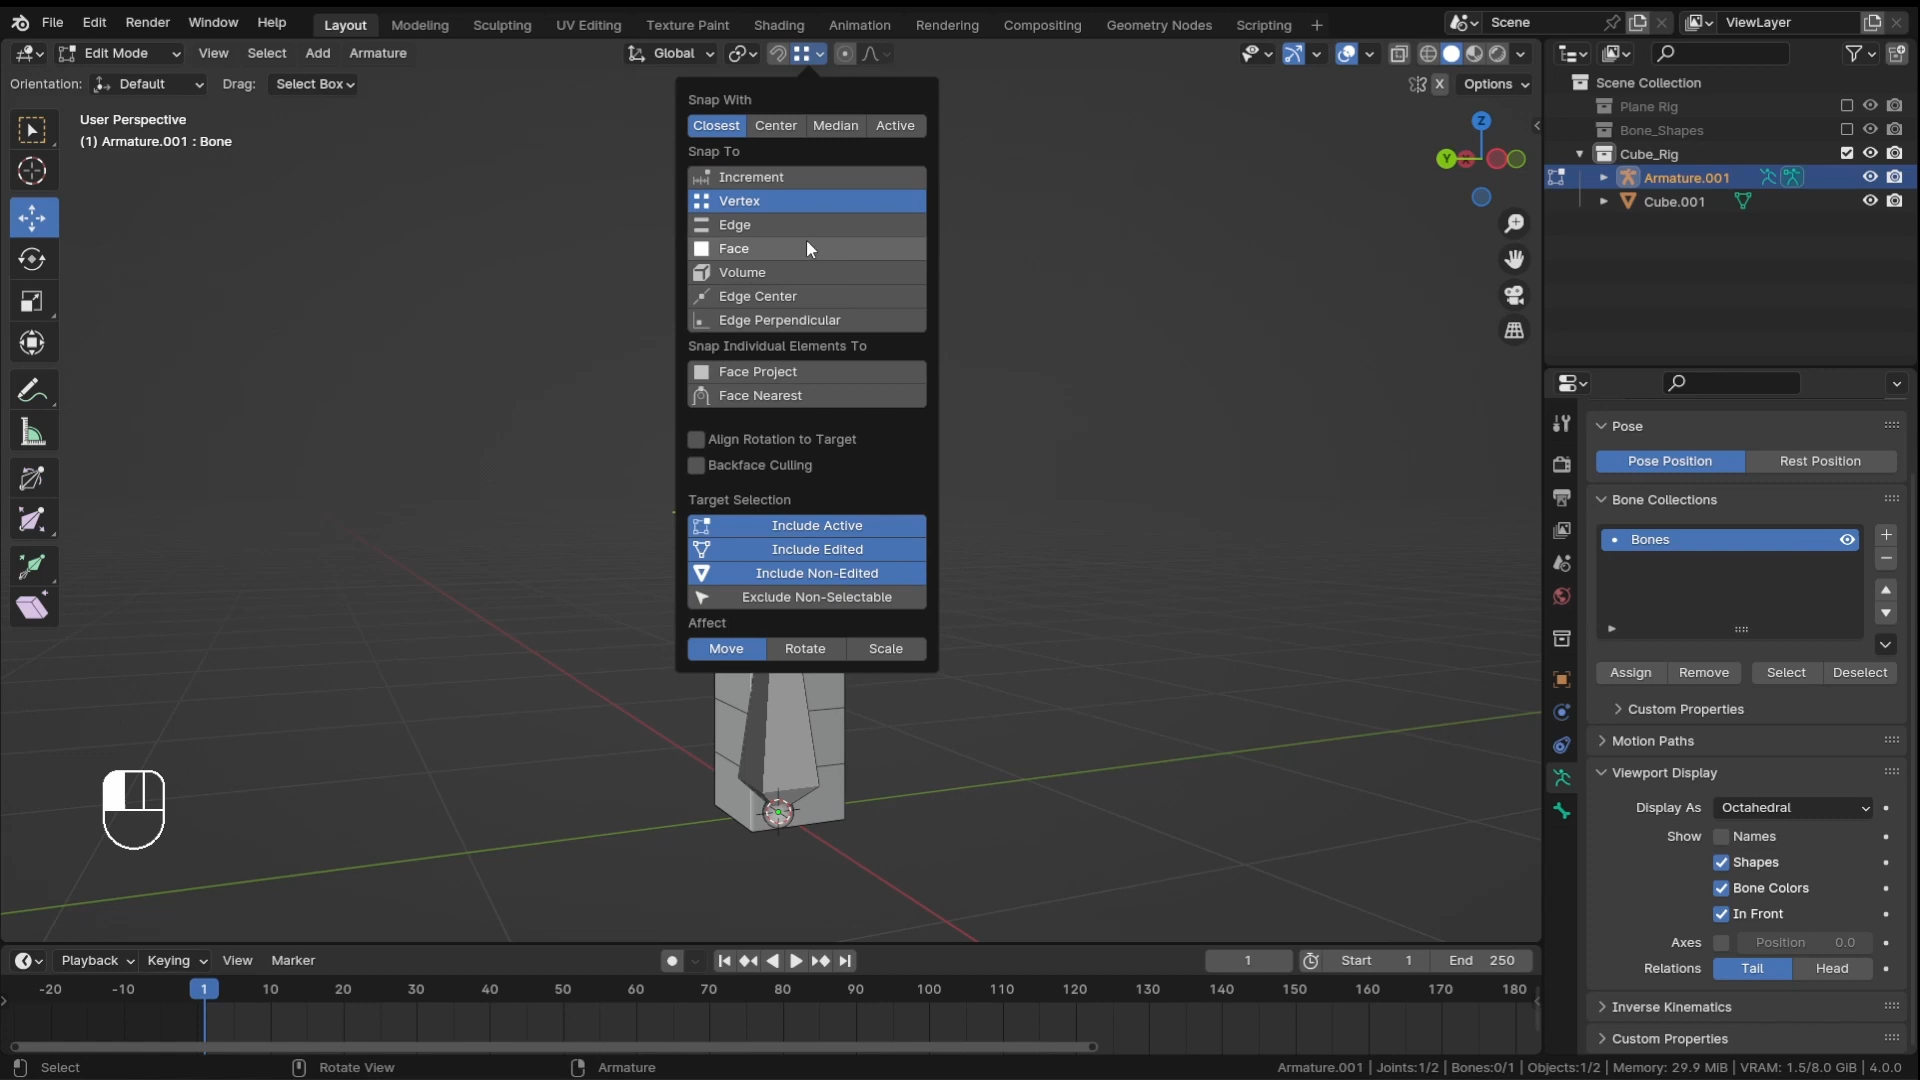 File Edit Render Window Help Layout Modeling Sculpting UV Editing Texture Paint Shading Animation Rendering Compositing Geometry Nodes Scripting + Scene ViewLayer
Edit Mode View Select Add Armature Global
Orientation: Default Drag: Select Box X Options
User Perspective
(1) Armature.001 : Bone
Snap With
Closest Center Median Active
Snap To
Increment
Vertex
Edge
Face
Volume
Edge Center
Edge Perpendicular
Snap Individual Elements To
Face Project
Face Nearest
Align Rotation to Target
Backface Culling
Target Selection
Include Active
Include Edited
Include Non-Edited
Exclude Non-Selectable
Affect
Move Rotate Scale
Z
Y X
Scene Collection
Plane Rig
Bone_Shapes
Cube_Rig
Armature.001
Cube.001
Pose
Pose Position Rest Position
Bone Collections
Bones
Assign Remove Select Deselect
Custom Properties
Motion Paths
Viewport Display
Display As Octahedral
Show Names
Shapes
Bone Colors
In Front
Axes Position 0.0
Relations Tail Head
Inverse Kinematics
Custom Properties
Playback Keying View Marker 1 Start 1 End 250
-20 -10 1 10 20 30 40 50 60 70 80 90 100 110 120 130 140 150 160 170 180
Select Rotate View Armature Armature.001 | Joints:1/2 | Bones:0/1 | Objects:1/2 | Memory: 29.9 MiB | VRAM: 1.5/8.0 GiB | 4.0.0